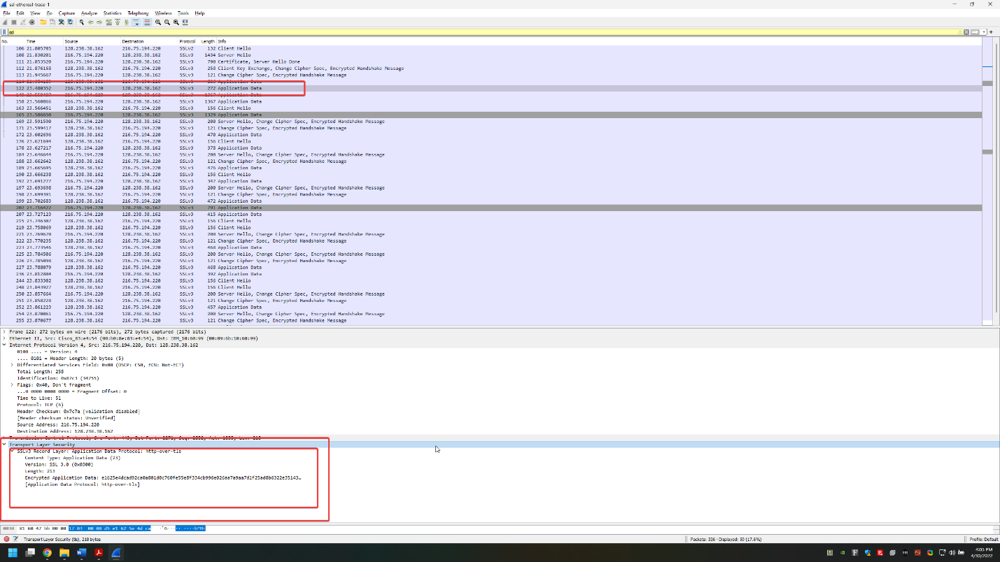 ssl-ethereal-trace-1
File Edit View Go Capture Analyze Statistics Telephony Wireless Tools Help
ssl
No. Time Source Destination Protocol Length Info
106 21.805705 128.238.38.162 216.75.194.220 SSLv2 132 Client Hello
108 21.830201 216.75.194.220 128.238.38.162 SSLv3 1434 Server Hello
111 21.853520 216.75.194.220 128.238.38.162 SSLv3 790 Certificate, Server Hello Done
112 21.876168 128.238.38.162 216.75.194.220 SSLv3 258 Client Key Exchange, Change Cipher Spec, Encrypted Handshake Message
113 21.945667 216.75.194.220 128.238.38.162 SSLv3 121 Change Cipher Spec, Encrypted Handshake Message
122 23.480352 216.75.194.220 128.238.38.162 SSLv3 272 Application Data
158 23.560866 216.75.194.220 128.238.38.162 SSLv3 1367 Application Data
163 23.566451 128.238.38.162 216.75.194.220 SSLv3 156 Client Hello
165 23.586650 216.75.194.220 128.238.38.162 SSLv3 1329 Application Data
169 23.591590 216.75.194.220 128.238.38.162 SSLv3 200 Server Hello, Change Cipher Spec, Encrypted Handshake Message
171 23.599417 128.238.38.162 216.75.194.220 SSLv3 121 Change Cipher Spec, Encrypted Handshake Message
172 23.602696 128.238.38.162 216.75.194.220 SSLv3 470 Application Data
176 23.621694 128.238.38.162 216.75.194.220 SSLv3 156 Client Hello
178 23.627217 216.75.194.220 128.238.38.162 SSLv3 378 Application Data
184 23.646644 216.75.194.220 128.238.38.162 SSLv3 200 Server Hello, Change Cipher Spec, Encrypted Handshake Message
188 23.662642 128.238.38.162 216.75.194.220 SSLv3 121 Change Cipher Spec, Encrypted Handshake Message
189 23.665695 128.238.38.162 216.75.194.220 SSLv3 476 Application Data
190 23.666238 128.238.38.162 216.75.194.220 SSLv3 156 Client Hello
192 23.691277 216.75.194.220 128.238.38.162 SSLv3 347 Application Data
197 23.693698 216.75.194.220 128.238.38.162 SSLv3 200 Server Hello, Change Cipher Spec, Encrypted Handshake Message
198 23.699391 128.238.38.162 216.75.194.220 SSLv3 121 Change Cipher Spec, Encrypted Handshake Message
199 23.702683 128.238.38.162 216.75.194.220 SSLv3 472 Application Data
202 23.716422 216.75.194.220 128.238.38.162 SSLv3 791 Application Data
207 23.727123 216.75.194.220 128.238.38.162 SSLv3 415 Application Data
215 23.746307 128.238.38.162 216.75.194.220 SSLv3 156 Client Hello
219 23.758069 128.238.38.162 216.75.194.220 SSLv3 156 Client Hello
221 23.769670 216.75.194.220 128.238.38.162 SSLv3 200 Server Hello, Change Cipher Spec, Encrypted Handshake Message
222 23.770235 128.238.38.162 216.75.194.220 SSLv3 121 Change Cipher Spec, Encrypted Handshake Message
223 23.773546 128.238.38.162 216.75.194.220 SSLv3 468 Application Data
225 23.784506 216.75.194.220 128.238.38.162 SSLv3 200 Server Hello, Change Cipher Spec, Encrypted Handshake Message
226 23.785098 128.238.38.162 216.75.194.220 SSLv3 121 Change Cipher Spec, Encrypted Handshake Message
227 23.788079 128.238.38.162 216.75.194.220 SSLv3 468 Application Data
236 23.812804 216.75.194.220 128.238.38.162 SSLv3 392 Application Data
244 23.833302 128.238.38.162 216.75.194.220 SSLv3 156 Client Hello
248 23.843927 128.238.38.162 216.75.194.220 SSLv3 156 Client Hello
250 23.857664 216.75.194.220 128.238.38.162 SSLv3 200 Server Hello, Change Cipher Spec, Encrypted Handshake Message
251 23.858228 128.238.38.162 216.75.194.220 SSLv3 121 Change Cipher Spec, Encrypted Handshake Message
252 23.861223 128.238.38.162 216.75.194.220 SSLv3 457 Application Data
254 23.870061 216.75.194.220 128.238.38.162 SSLv3 200 Server Hello, Change Cipher Spec, Encrypted Handshake Message
255 23.870677 128.238.38.162 216.75.194.220 SSLv3 121 Change Cipher Spec, Encrypted Handshake Message
Frame 122: 272 bytes on wire (2176 bits), 272 bytes captured (2176 bits)
Ethernet II, Src: Cisco_83:e4:54 (00:b0:8e:83:e4:54), Dst: IBM_10:60:99 (00:09:6b:10:60:99)
Internet Protocol Version 4, Src: 216.75.194.220, Dst: 128.238.38.162
0100 .... = Version: 4
.... 0101 = Header Length: 20 bytes (5)
Differentiated Services Field: 0x00 (DSCP: CS0, ECN: Not-ECT)
Total Length: 258
Identification: 0x87c3 (34755)
Flags: 0x40, Don't fragment
...0 0000 0000 0000 = Fragment Offset: 0
Time to Live: 51
Protocol: TCP (6)
Header Checksum: 0x7c7a [validation disabled]
[Header checksum status: Unverified]
Source Address: 216.75.194.220
Destination Address: 128.238.38.162
Transport Layer Security
SSLv3 Record Layer: Application Data Protocol: http-over-tls
Content Type: Application Data (23)
Version: SSL 3.0 (0x0300)
Length: 213
Encrypted Application Data: e1625e4dcad92ca0a801d0c760fe55e8f334cb996e026aa7a9aa7d1f25ad8b6322e35143…
[Application Data Protocol: http-over-tls]
0030 81 60 47 bb 00 00 17 03 00 00 d5 e1 62 5e 4d ca ·`G··· ·· ····b^M·
Transport Layer Security (tls), 218 bytes
Packets: 336 · Displayed: 59 (17.6%)
Profile: Default
4:05 PM
4/30/2022